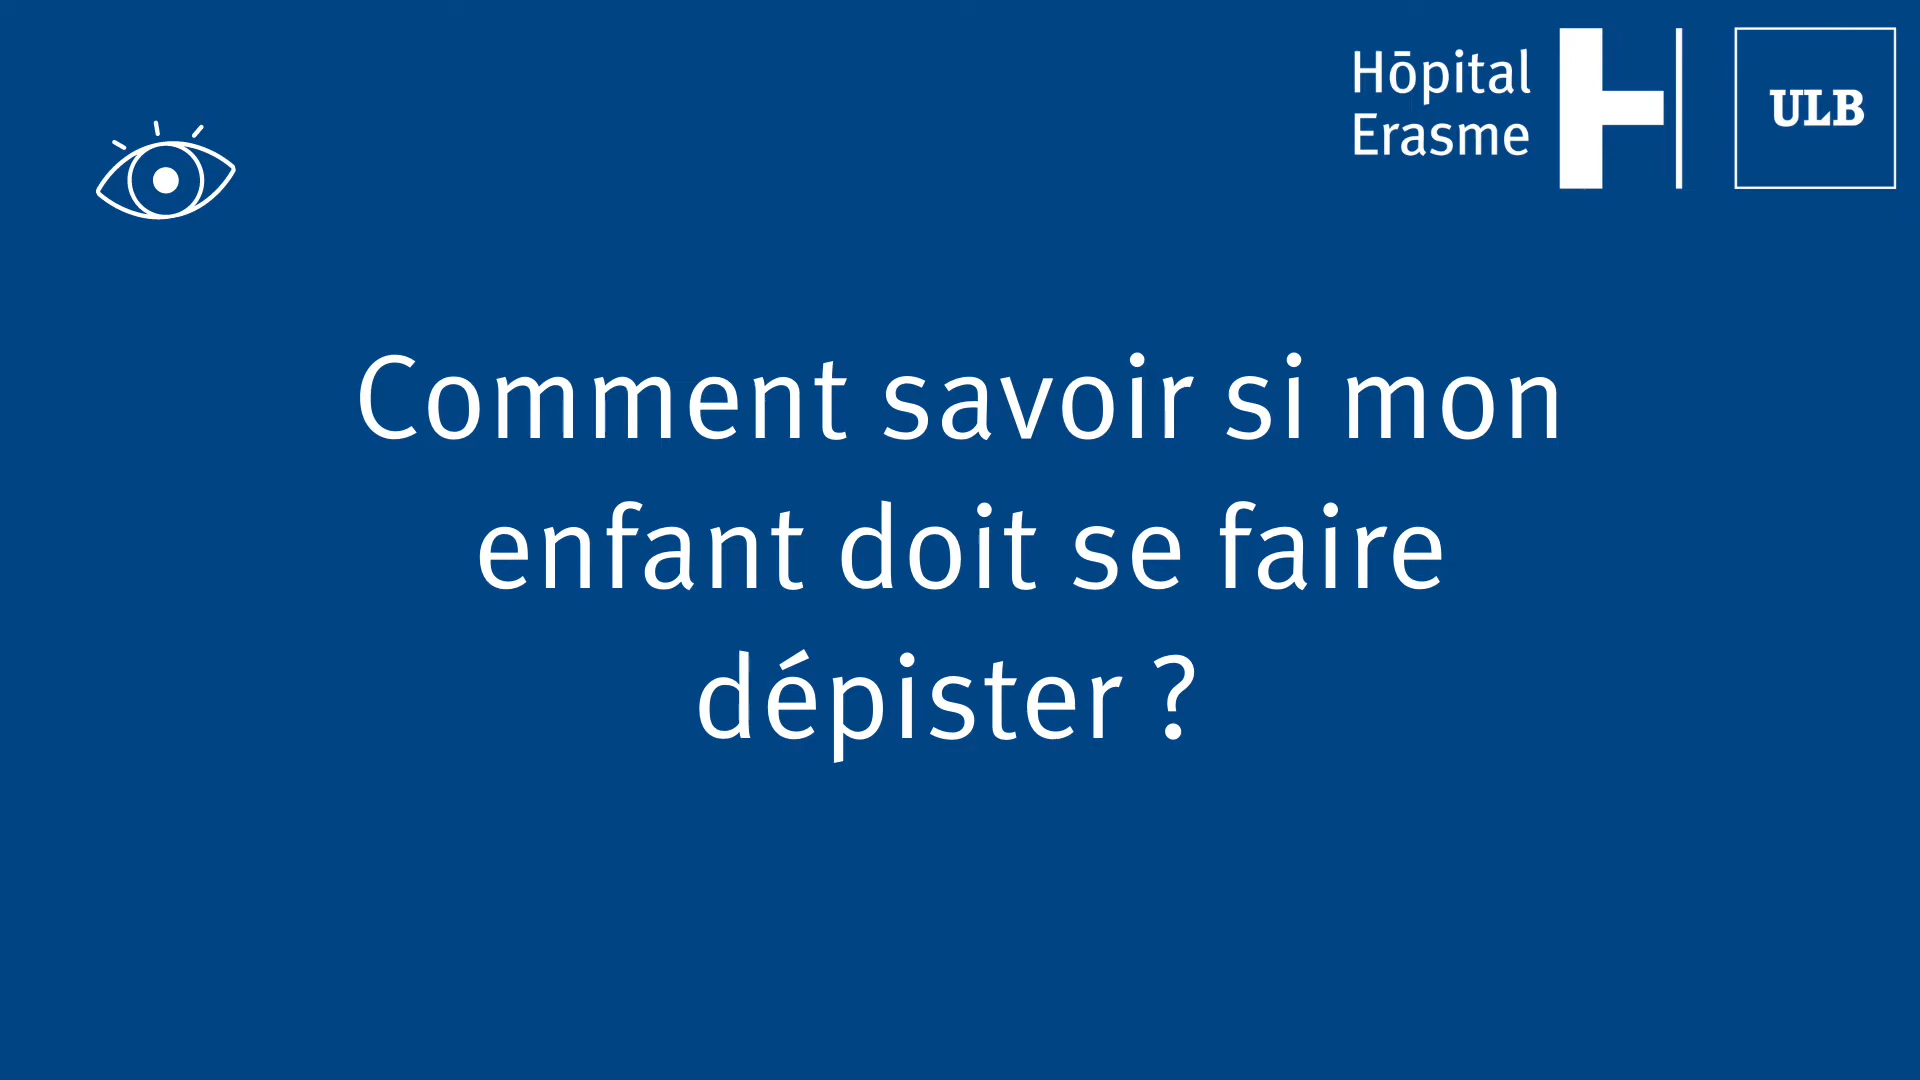 Hōpital
Erasme
ULB
Comment savoir si mon
enfant doit se faire
dépister ?